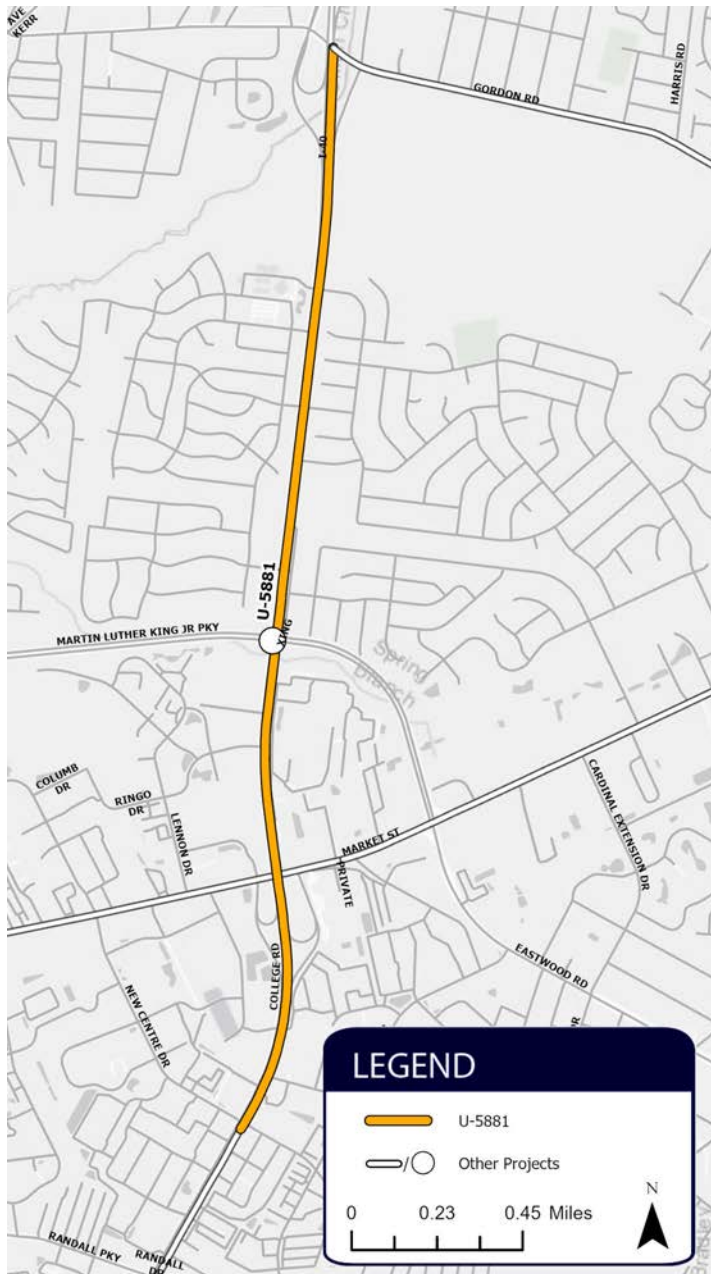 AVE
KERR
GORDON RD
HARRIS RD
I-40
U-5881
MARTIN LUTHER KING JR PKY
KING
Spring
Branch
COLUMB
DR
RINGO
DR
LENNON DR
MARKET ST
PRIVATE
CARDINAL EXTENSION DR
COLLEGE RD
NEW CENTRE DR
EASTWOOD RD
DR
RANDALL PKY
RANDALL
DR
LEGEND
U-5881
/ Other Projects
0 0.23 0.45 Miles
N